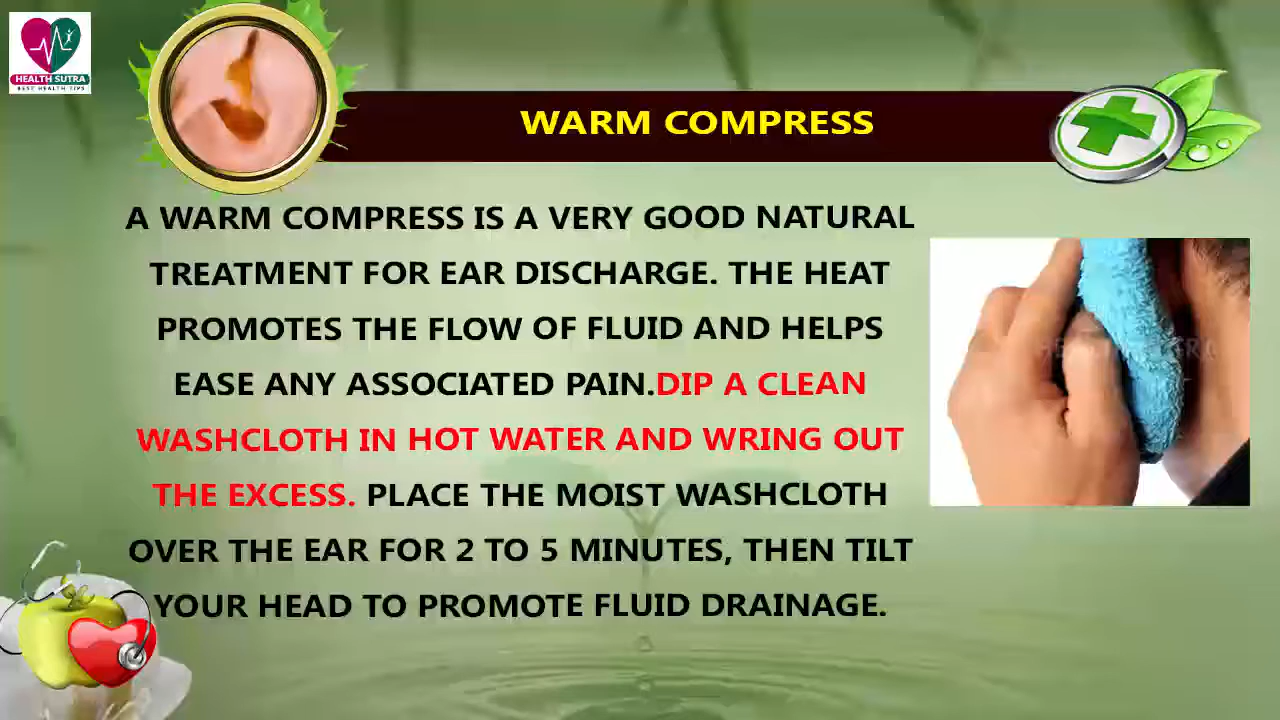 HEALTH SUTRA
BEST HEALTH TIPS
WARM COMPRESS
A WARM COMPRESS IS A VERY GOOD NATURAL
TREATMENT FOR EAR DISCHARGE. THE HEAT
PROMOTES THE FLOW OF FLUID AND HELPS
EASE ANY ASSOCIATED PAIN.DIP A CLEAN
WASHCLOTH IN HOT WATER AND WRING OUT
THE EXCESS. PLACE THE MOIST WASHCLOTH
OVER THE EAR FOR 2 TO 5 MINUTES, THEN TILT
YOUR HEAD TO PROMOTE FLUID DRAINAGE.